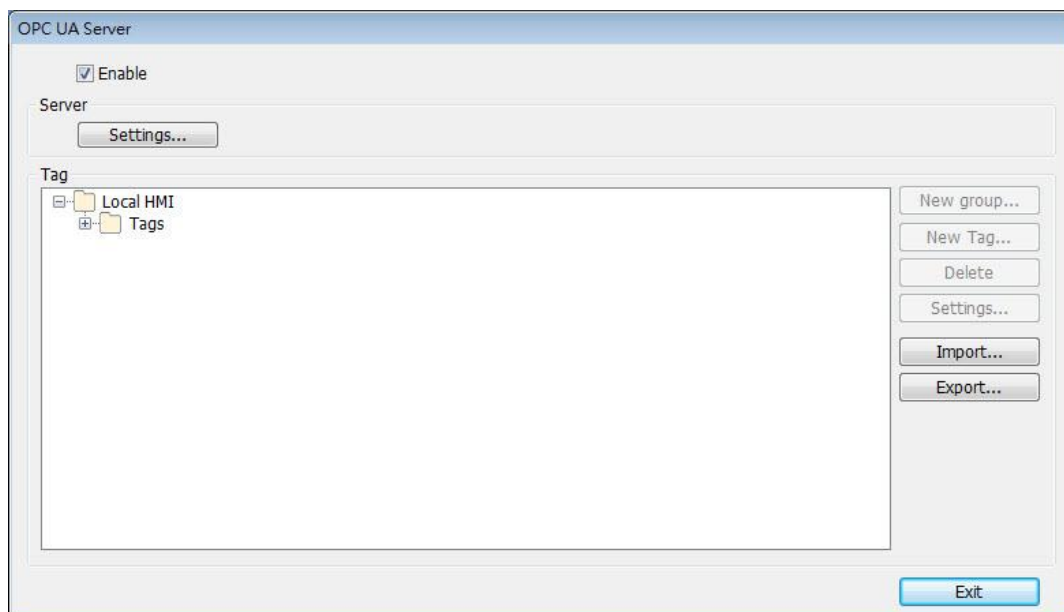 OPC UA Server
Enable
Server
Settings...
Tag
Local HMI
Tags
New group...
New Tag...
Delete
Settings...
Import...
Export...
Exit